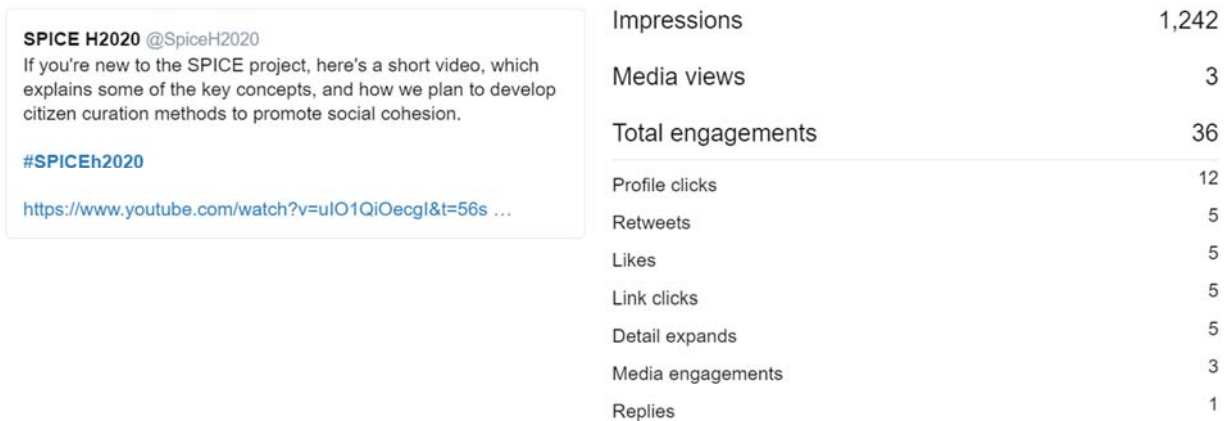 SPICE H2020 @SpiceH2020
If you're new to the SPICE project, here's a short video, which
explains some of the key concepts, and how we plan to develop
citizen curation methods to promote social cohesion.
#SPICEh2020
https://www.youtube.com/watch?v=uIO1QiOecgI&t=56s ...
Impressions 1,242
Media views 3
Total engagements 36
Profile clicks 12
Retweets 5
Likes 5
Link clicks 5
Detail expands 5
Media engagements 3
Replies 1